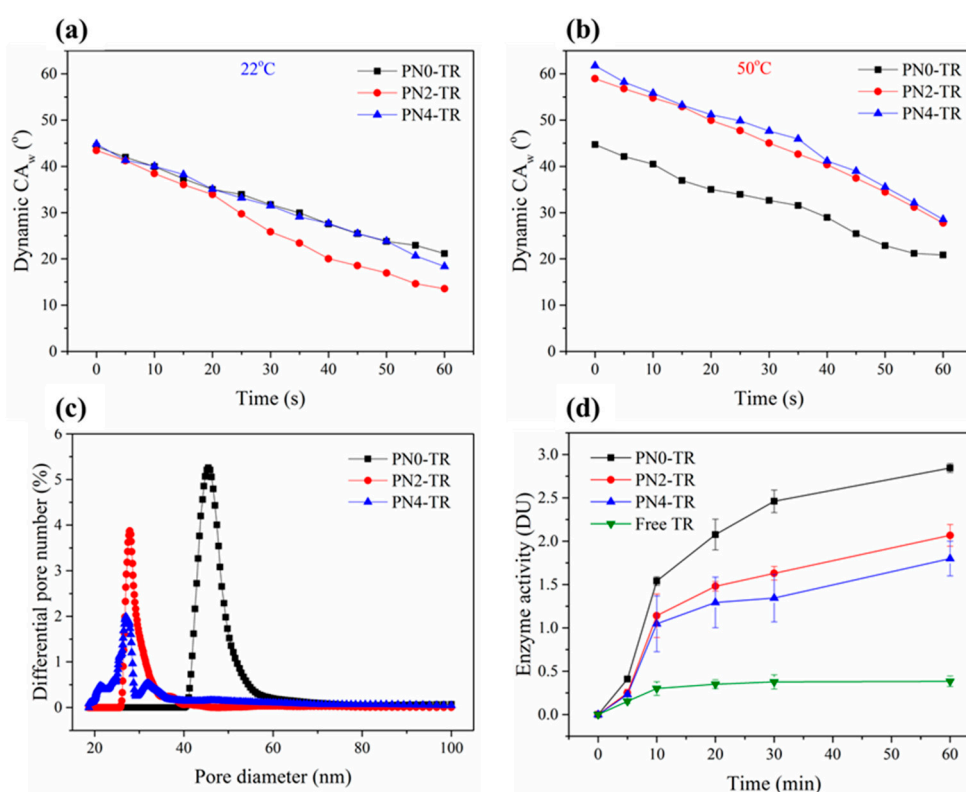 (a)
22°C
PN0-TR
PN2-TR
PN4-TR
Dynamic CAw (°)
60
50
40
30
20
10
0
0 10 20 30 40 50 60
Time (s)
(b)
50°C
PN0-TR
PN2-TR
PN4-TR
Dynamic CAw (°)
60
50
40
30
20
10
0
0 10 20 30 40 50 60
Time (s)
(c)
PN0-TR
PN2-TR
PN4-TR
Differential pore number (%)
6
5
4
3
2
1
0
20 40 60 80 100
Pore diameter (nm)
(d)
PN0-TR
PN2-TR
PN4-TR
Free TR
Enzyme activity (DU)
3.0
2.5
2.0
1.5
1.0
0.5
0.0
0 10 20 30 40 50 60
Time (min)